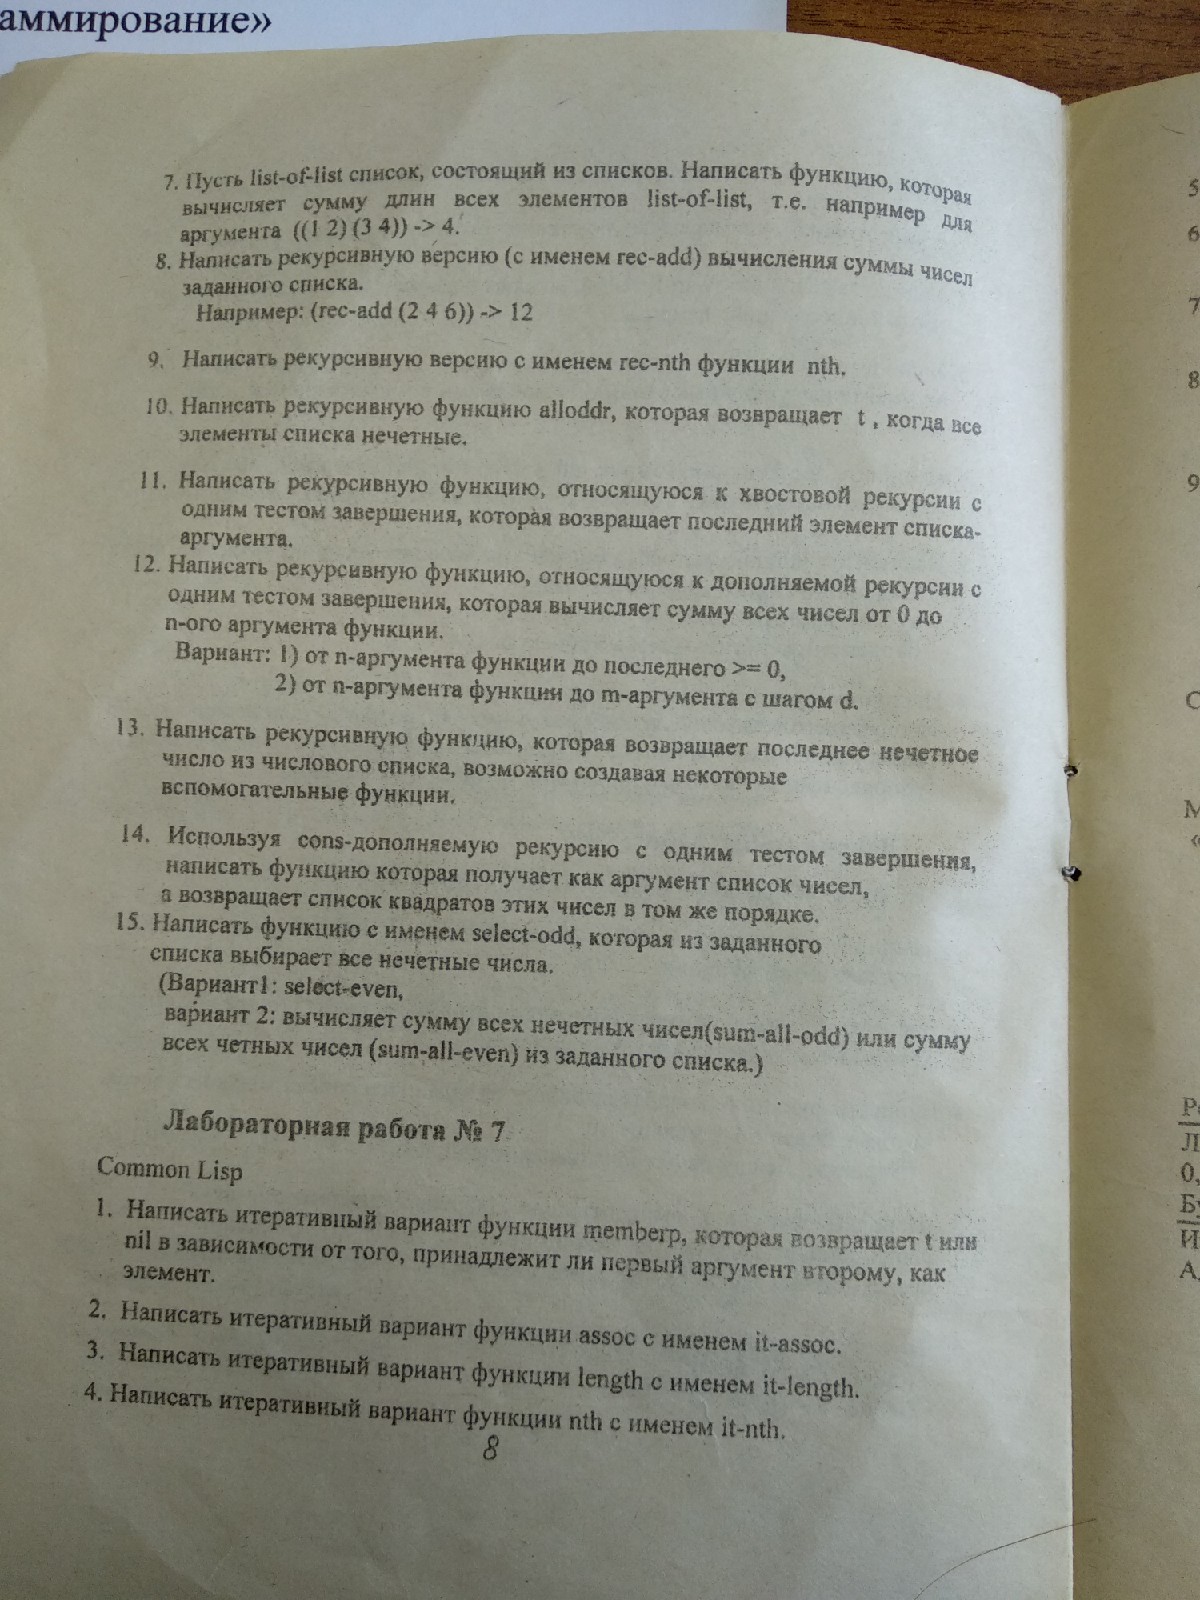 аммирование»
7. Пусть list-of-list список, состоящий из списков. Написать функцию, которая
вычисляет сумму длин всех элементов list-of-list, т.е. например для
аргумента ((1 2) (3 4)) -> 4.
8. Написать рекурсивную версию (с именем rec-add) вычисления суммы чисел
заданного списка.
Например: (rec-add (2 4 6)) -> 12
9. Написать рекурсивную версию с именем rec-nth функции nth.
10. Написать рекурсивную функцию alloddr, которая возвращает t , когда все
элементы списка нечетные.
11. Написать рекурсивную функцию, относящуюся к хвостовой рекурсии с
одним тестом завершения, которая возвращает последний элемент списка-
аргумента.
12. Написать рекурсивную функцию, относящуюся к дополняемой рекурсии с
одним тестом завершения, которая вычисляет сумму всех чисел от 0 до
n-ого аргумента функции.
Вариант: 1) от n-аргумента функции до последнего >= 0,
2) от n-аргумента функции до m-аргумента с шагом d.
13. Написать рекурсивную функцию, которая возвращает последнее нечетное
число из числового списка, возможно создавая некоторые
вспомогательные функции.
14. Используя cons-дополняемую рекурсию с одним тестом завершения,
написать функцию которая получает как аргумент список чисел,
а возвращает список квадратов этих чисел в том же порядке.
15. Написать функцию с именем select-odd, которая из заданного
списка выбирает все нечетные числа.
(Вариант1: select-even,
вариант 2: вычисляет сумму всех нечетных чисел(sum-all-odd) или сумму
всех четных чисел (sum-all-even) из заданного списка.)
Лабораторная работа № 7
Common Lisp
1. Написать итеративный вариант функции memberp, которая возвращает t или
nil в зависимости от того, принадлежит ли первый аргумент второму, как
элемент.
2. Написать итеративный вариант функции assoc с именем it-assoc.
3. Написать итеративный вариант функции length с именем it-length.
4. Написать итеративный вариант функции nth с именем it-nth.
8
5
6
7
8
9